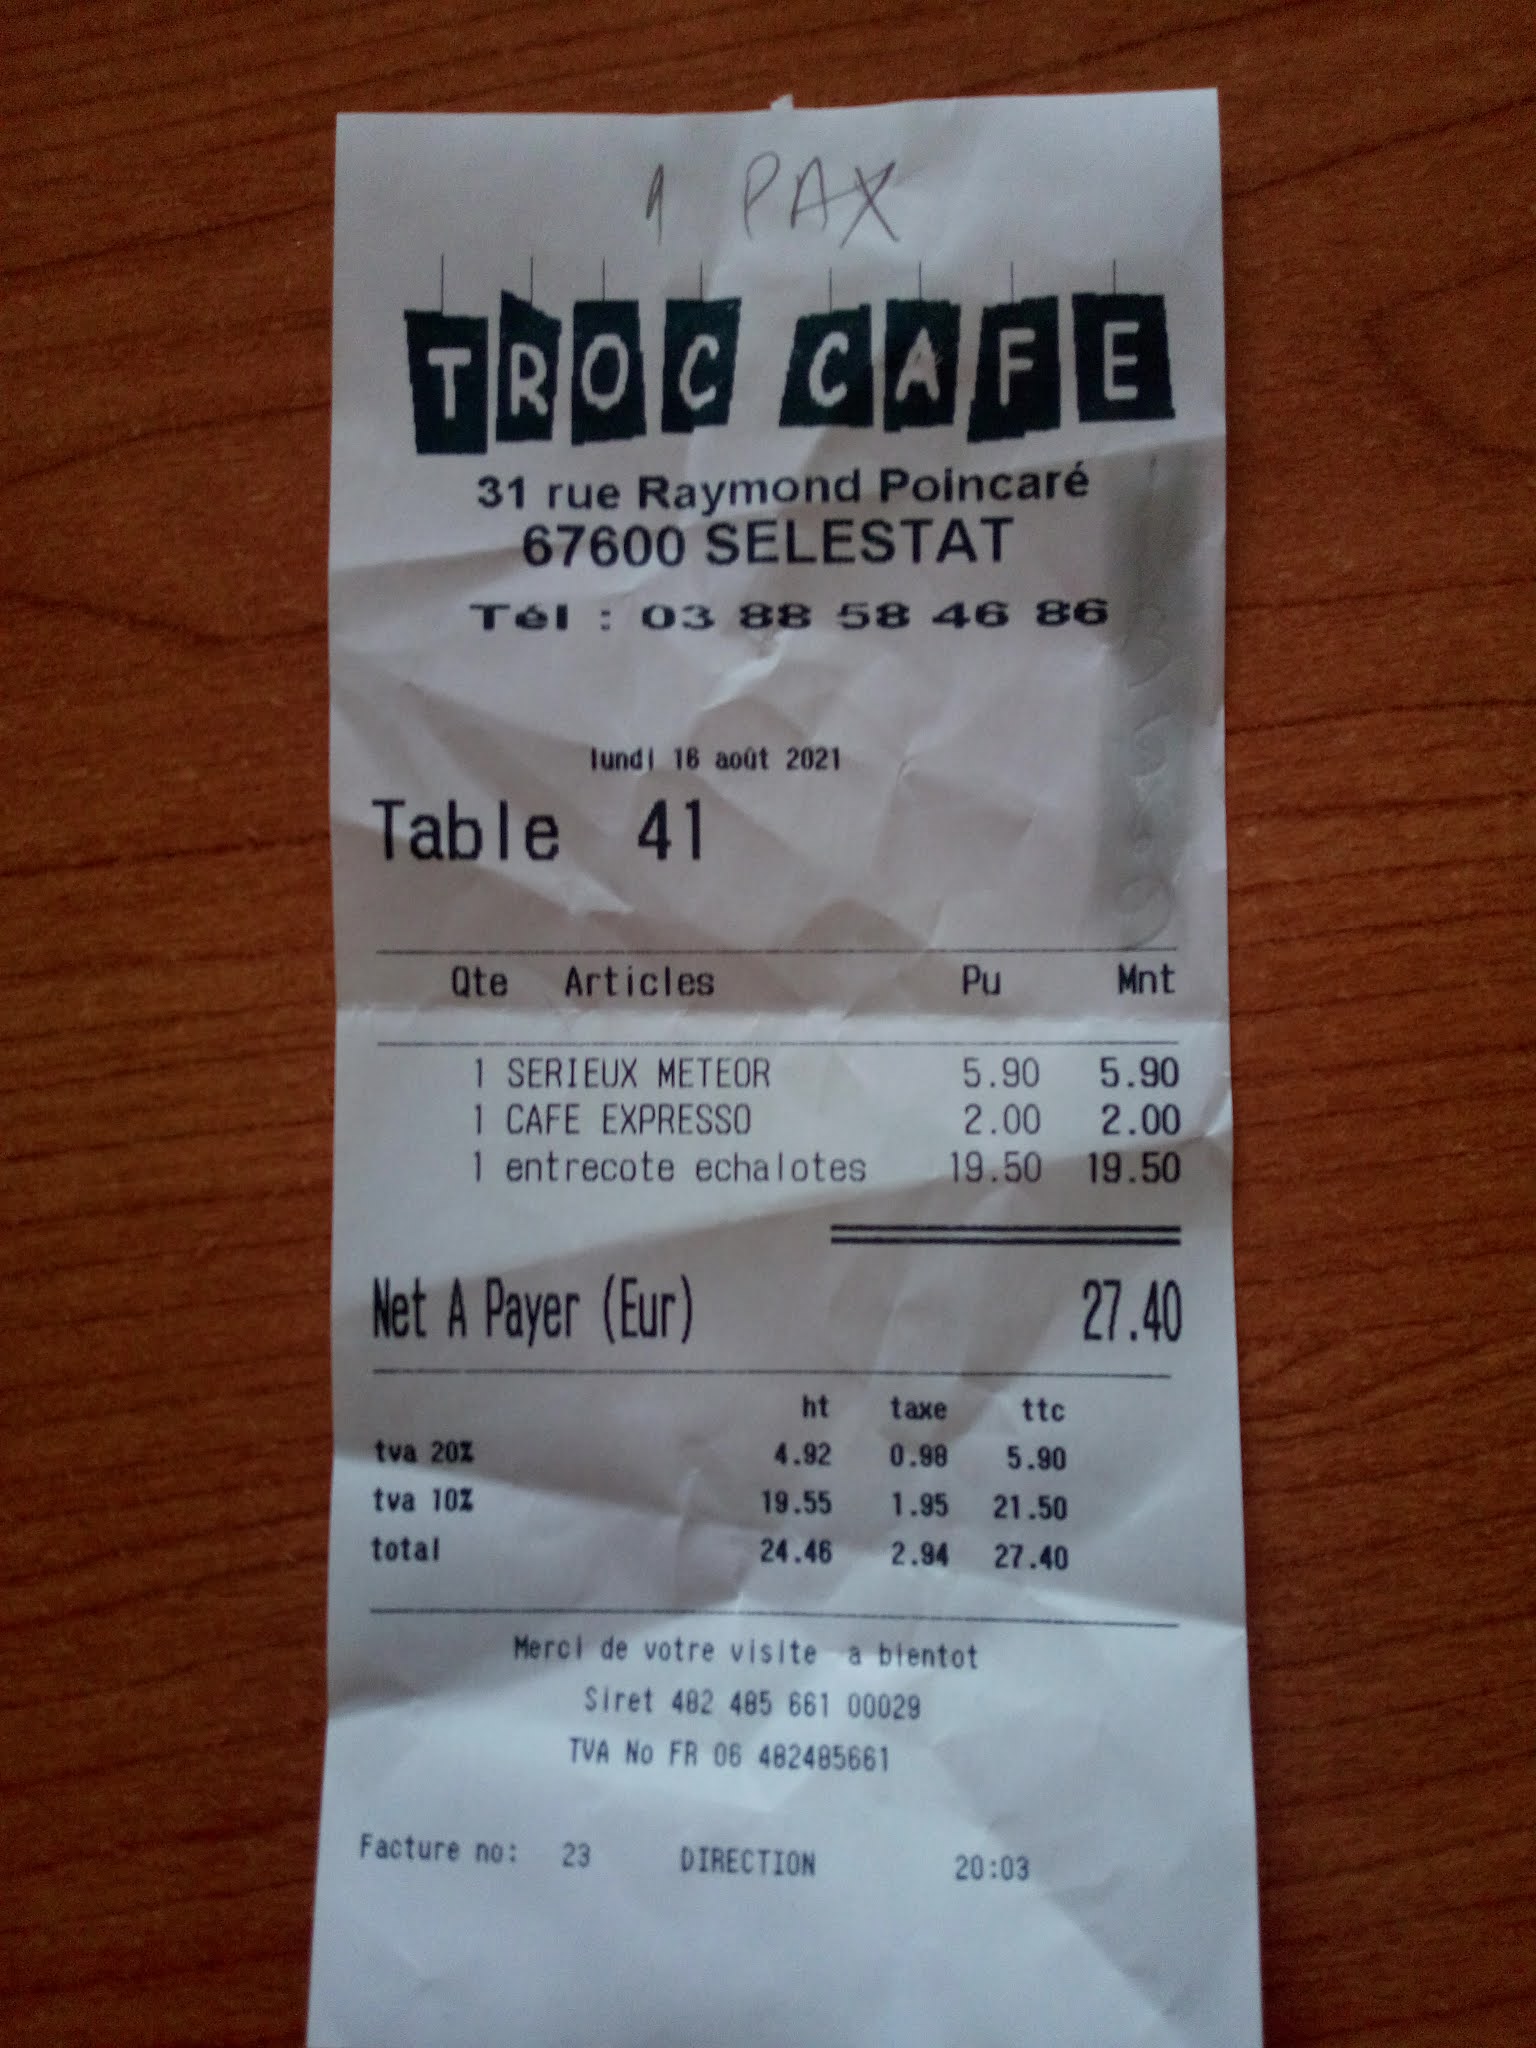 1 PAX
TROC CAFE
31 rue Raymond Poincaré
67600 SELESTAT
Tél : 03 88 58 46 86
lundi 16 août 2021
Table 41
Qte Articles Pu Mnt
1 SERIEUX METEOR 5.90 5.90
1 CAFE EXPRESSO 2.00 2.00
1 entrecote echalotes 19.50 19.50
Net A Payer (Eur) 27.40
ht taxe ttc
tva 20% 4.92 0.98 5.90
tva 10% 19.55 1.95 21.50
total 24.46 2.94 27.40
Merci de votre visite a bientot
Siret 482 485 661 00029
TVA No FR 06 482485661
Facture no: 23 DIRECTION 20:03